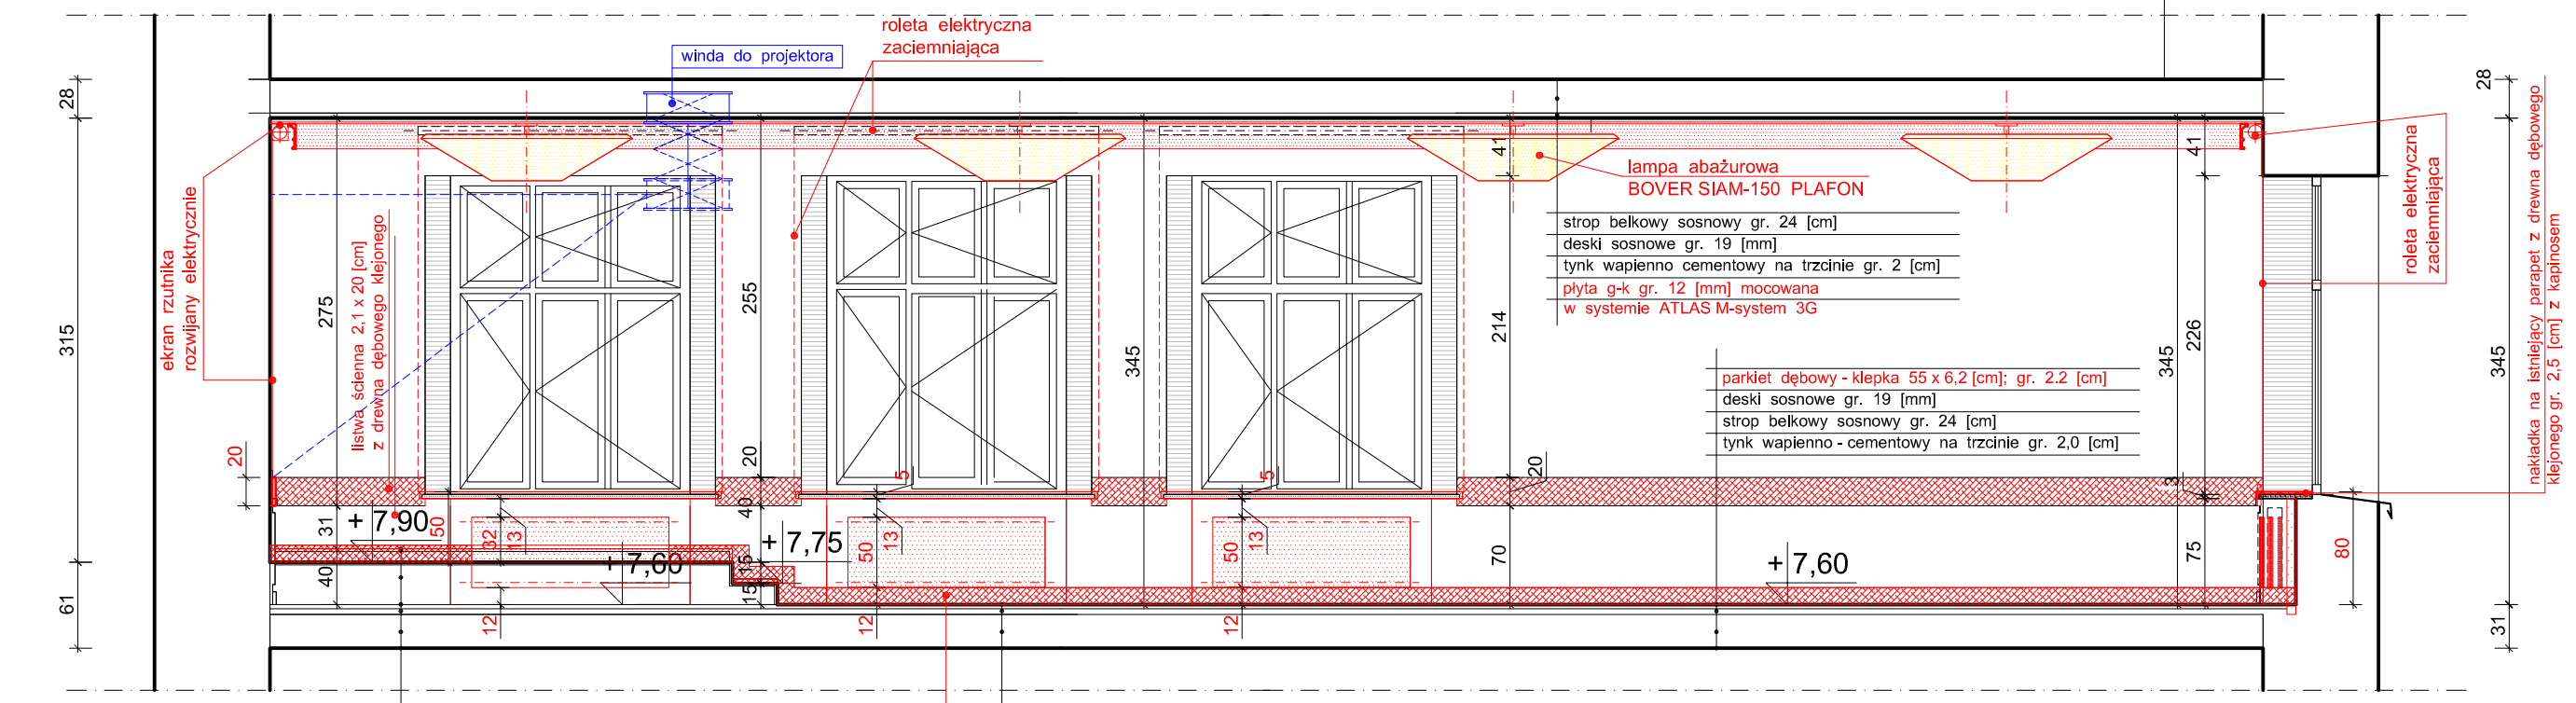 roleta elektryczna
zaciemniająca
winda do projektora
ekran rzutnika
rozwijany elektrycznie
listwa ścienna 2,1 x 20 [cm]
z drewna dębowego klejonego
lampa abażurowa
BOVER SIAM-150 PLAFON
strop belkowy sosnowy gr. 24 [cm]
deski sosnowe gr. 19 [mm]
tynk wapienno cementowy na trzcinie gr. 2 [cm]
płyta g-k gr. 12 [mm] mocowana
w systemie ATLAS M-system 3G
parkiet dębowy - klepka 55 x 6,2 [cm]; gr. 2.2 [cm]
deski sosnowe gr. 19 [mm]
strop belkowy sosnowy gr. 24 [cm]
tynk wapienno - cementowy na trzcinie gr. 2,0 [cm]
roleta elektryczna
zaciemniająca
nakładka na istniejący parapet z drewna dębowego
klejonego gr. 2,5 [cm] z kapinosem
28
315
61
20
275
31
40
+ 7,90
50
32
13
12
+ 7,60
255
20
40
15
15
+ 7,75
5
13
50
12
345
5
13
50
12
41
214
20
70
+ 7,60
41
345
226
3
75
80
28
345
31